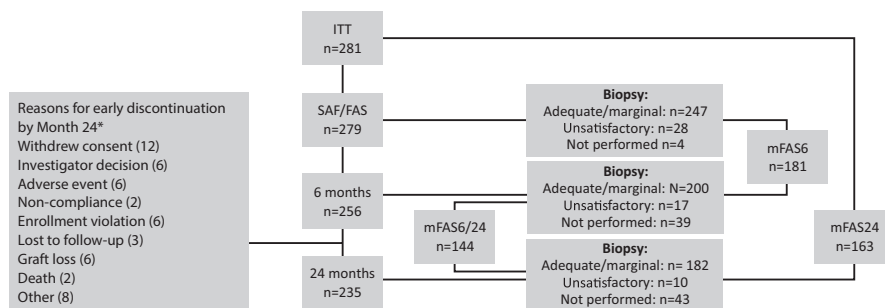 ITT
n=281
SAF/FAS
n=279
6 months
n=256
24 months
n=235
Reasons for early discontinuation
by Month 24*
Withdrew consent (12)
Investigator decision (6)
Adverse event (6)
Non-compliance (2)
Enrollment violation (6)
Lost to follow-up (3)
Graft loss (6)
Death (2)
Other (8)
Biopsy:
Adequate/marginal: n=247
Unsatisfactory: n=28
Not performed n=4
Biopsy:
Adequate/marginal: N=200
Unsatisfactory: n=17
Not performed: n=39
Biopsy:
Adequate/marginal: n= 182
Unsatisfactory: n=10
Not performed: n=43
mFAS6/24
n=144
mFAS6
n=181
mFAS24
n=163